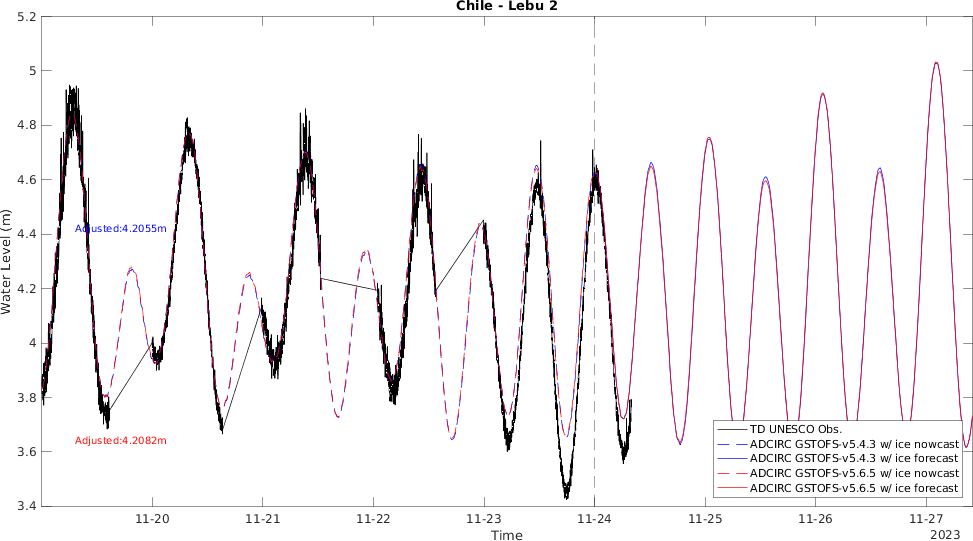 Chile - Lebu 2
5.2
5
4.8
4.6
4.4
4.2
4
3.8
3.6
3.4
Water Level (m)
Adjusted:4.2055m
Adjusted:4.2082m
TD UNESCO Obs.
ADCIRC GSTOFS-v5.4.3 w/ ice nowcast
ADCIRC GSTOFS-v5.4.3 w/ ice forecast
ADCIRC GSTOFS-v5.6.5 w/ ice nowcast
ADCIRC GSTOFS-v5.6.5 w/ ice forecast
11-20 11-21 11-22 11-23 11-24 11-25 11-26 11-27
Time
2023